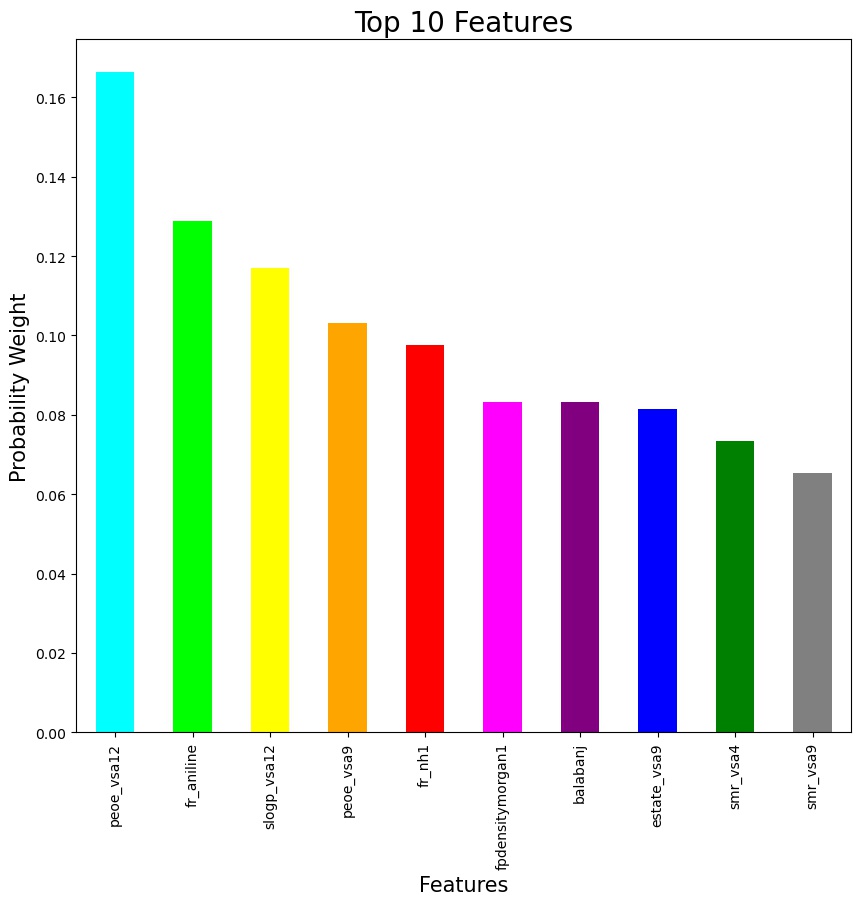 Top 10 Features
Probability Weight
0.16
0.14
0.12
0.10
0.08
0.06
0.04
0.02
0.00
peoe_vsa12
fr_aniline
slogp_vsa12
peoe_vsa9
fr_nh1
fpdensitymorgan1
balabanj
estate_vsa9
smr_vsa4
smr_vsa9
Features